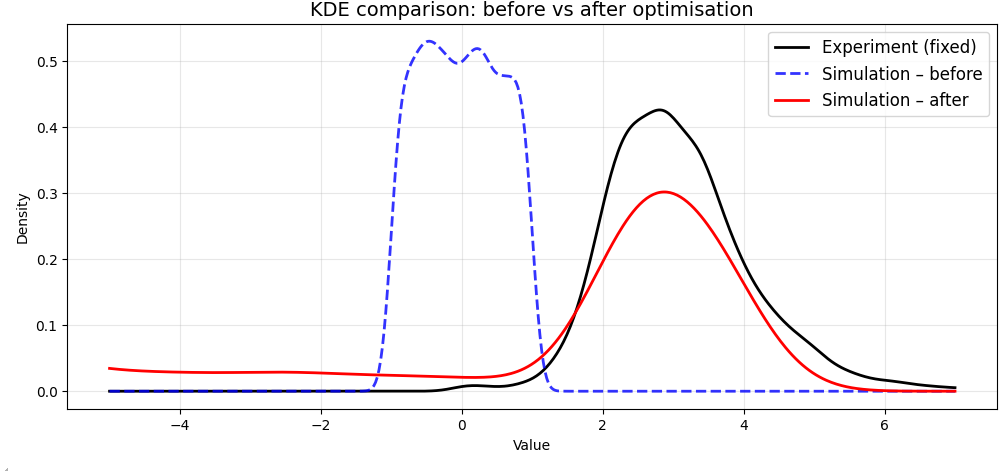 KDE comparison: before vs after optimisation
Experiment (fixed)
Simulation – before
Simulation – after
Density
0.5
0.4
0.3
0.2
0.1
0.0
−4
−2
0
2
4
6
Value